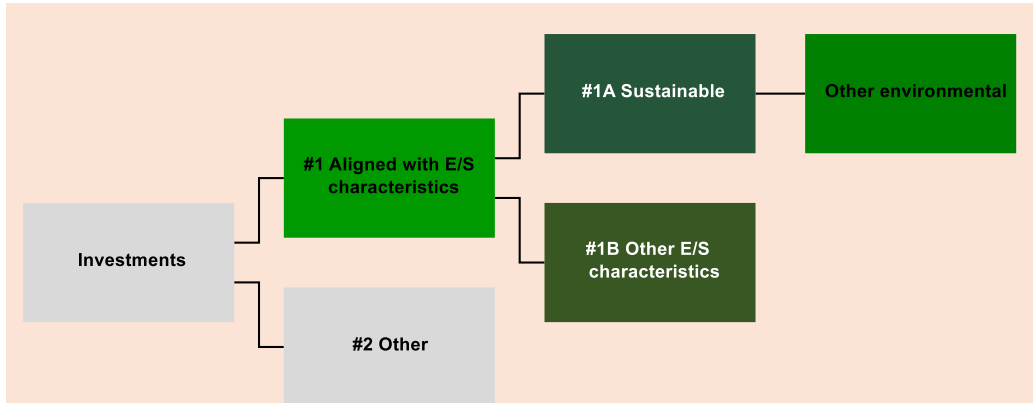 #1A Sustainable
Other environmental
#1 Aligned with E/S
characteristics
Investments
#1B Other E/S
characteristics
#2 Other